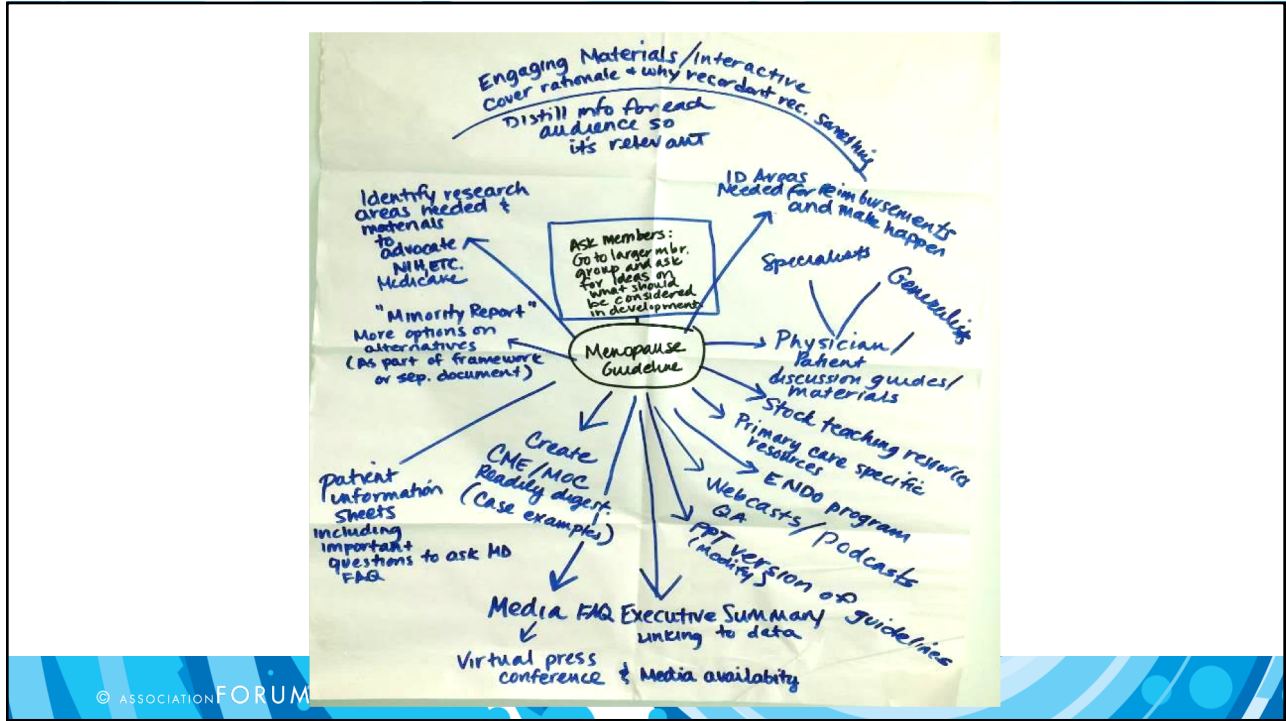 Engaging Materials/interactive
Cover rationale & why rec or dont rec. something
Distill info for each
audience so
it's relevant
Identify research
areas needed &
materials
to
advocate
NIH, ETC.
Medicare
Ask members:
Go to larger mbr.
group and ask
for ideas on
what should
be considered
in development
ID Areas
Needed for Reimbursements
and make happen
Specialists
Generalists
"Minority Report"
More options on
alternatives
(As part of framework
or sep. document)
Menopause
Guideline
Physician/
Patient
discussion guides/
materials
Stock teaching resources
Primary care specific
resources
ENDO program
Webcasts/podcasts
QA
PPT version of guidelines
(modify)
Create
CME/MOC
Readily digest.
(Case examples)
Patient
information
sheets
including
important
questions to ask MD
FAQ
Media FAQ
Executive Summary
linking to data
Virtual press
conference & Media availabity
© ASSOCIATION FORUM